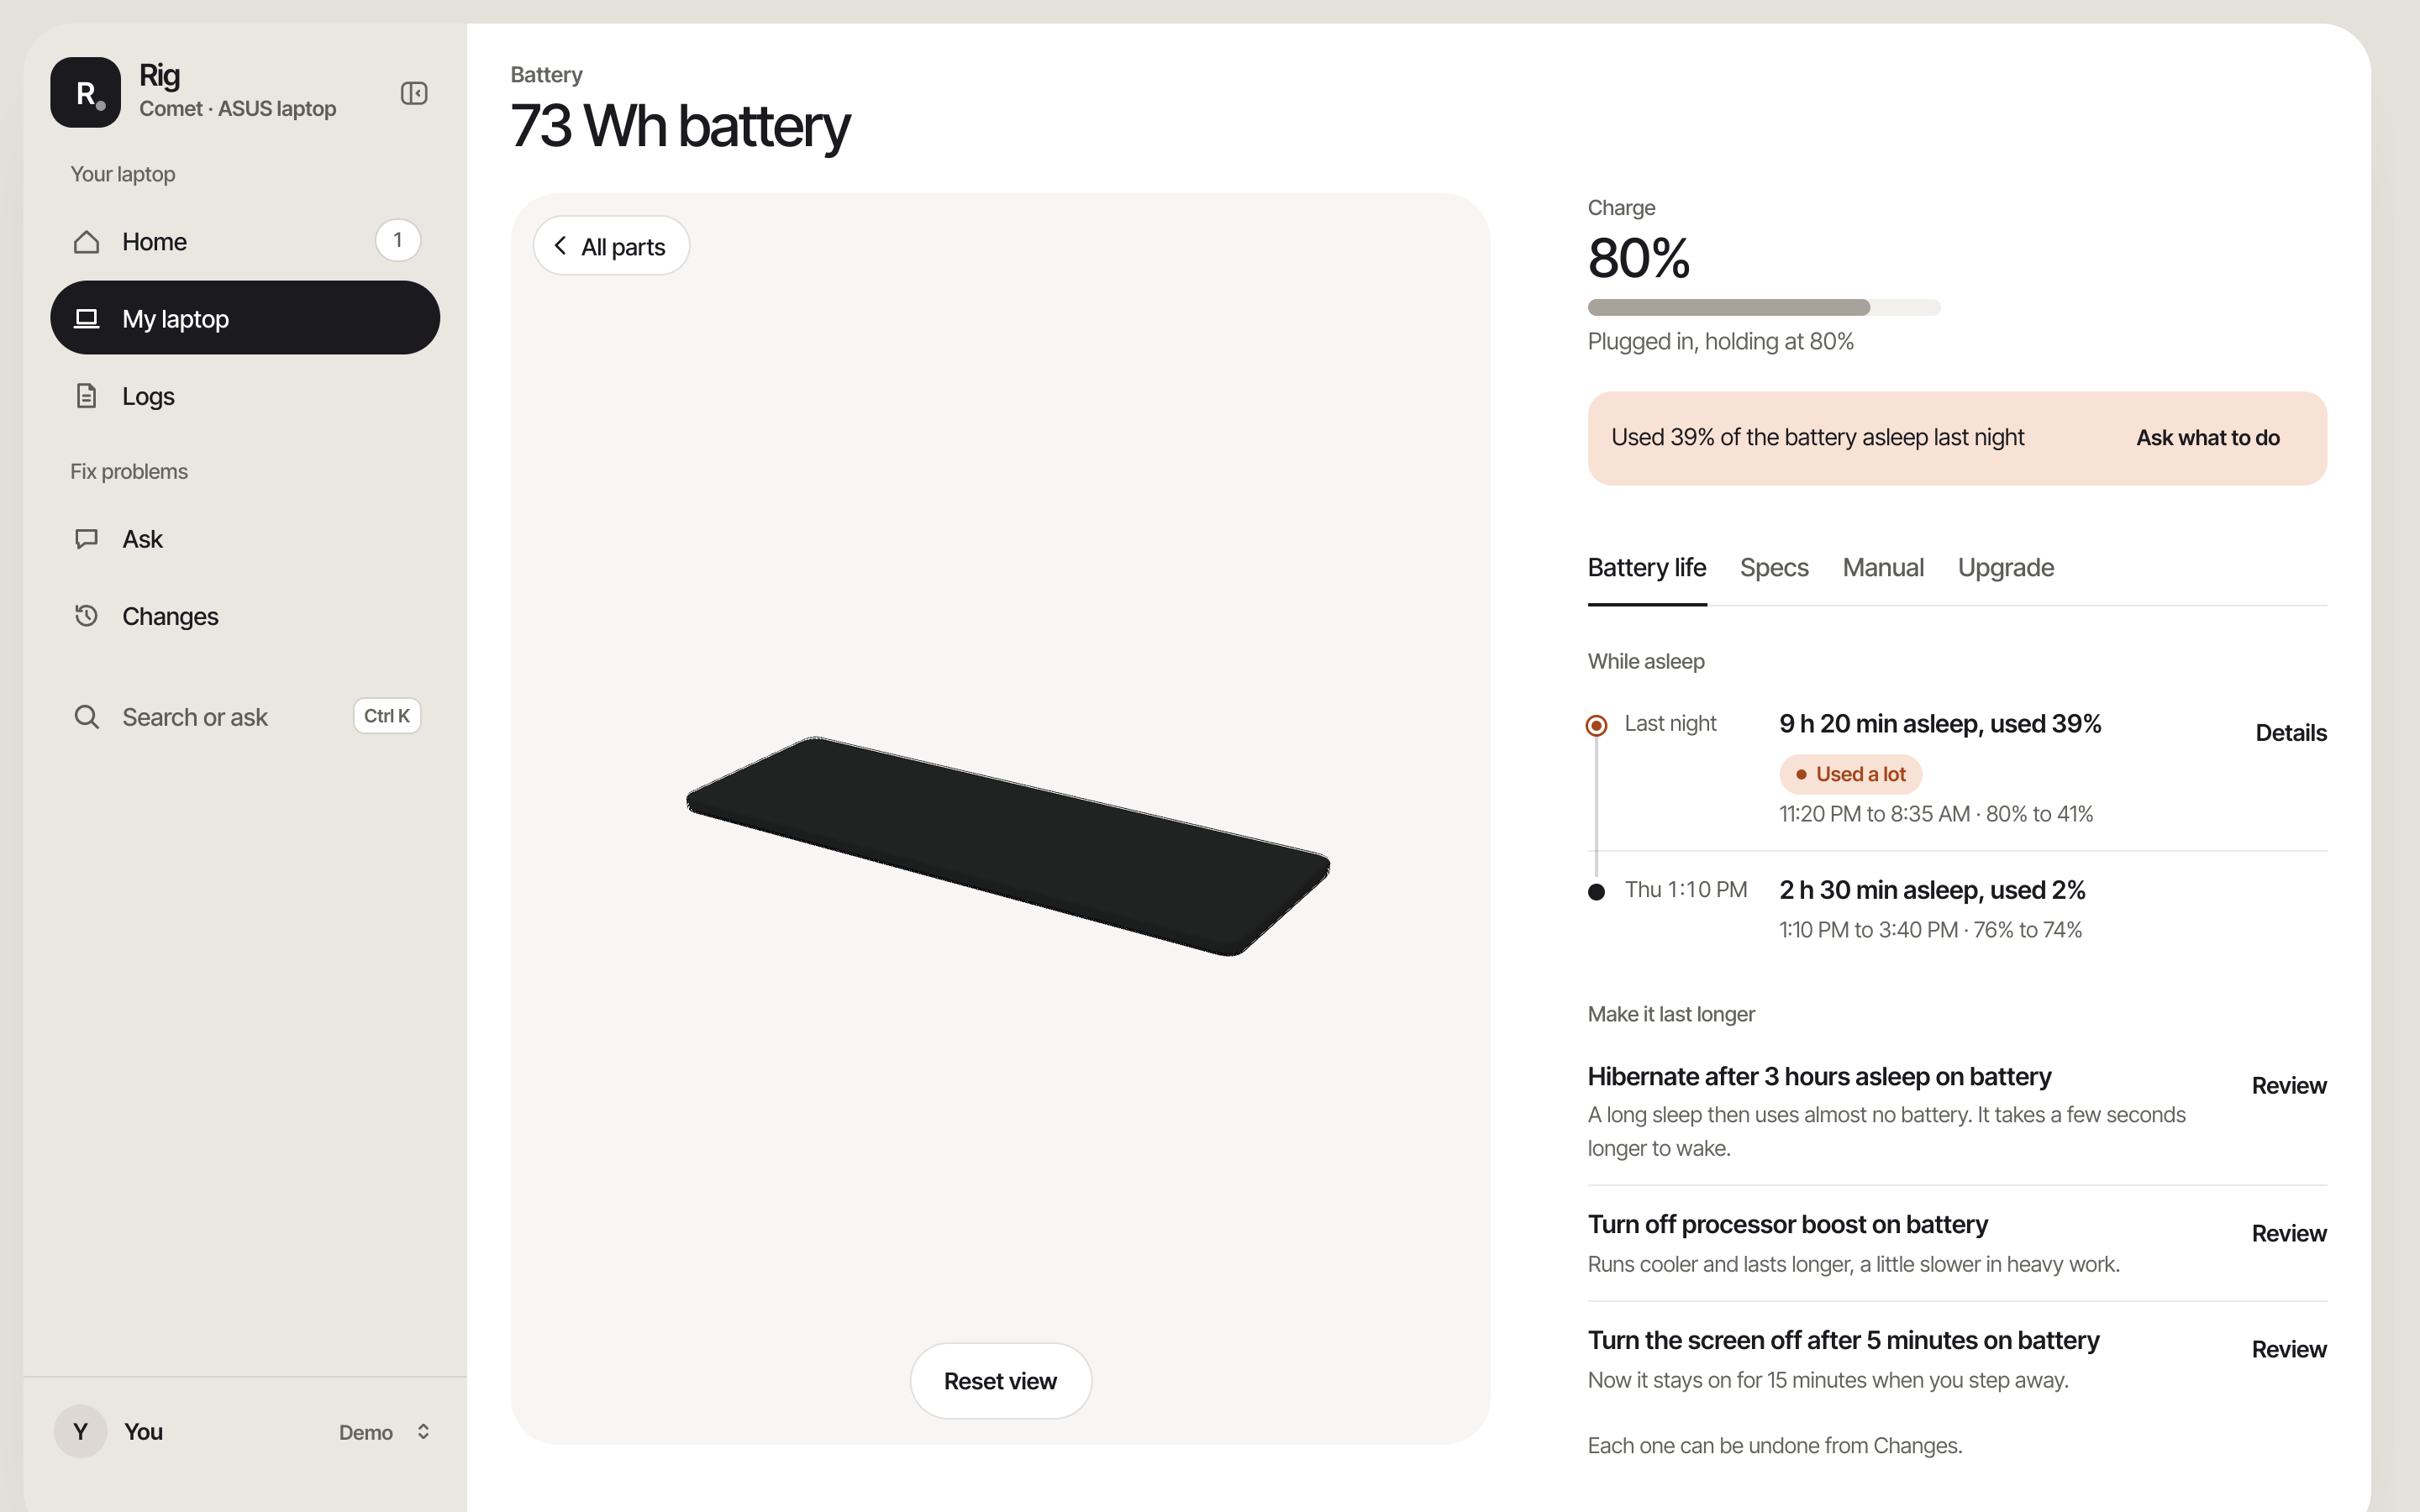 R.
Rig
Comet · ASUS laptop
Your laptop
Home
1
My laptop
Logs
Fix problems
Ask
Changes
Search or ask
Ctrl K
Y
You
Demo
Battery
73 Wh battery
All parts
Reset view
Charge
80%
Plugged in, holding at 80%
Used 39% of the battery asleep last night
Ask what to do
Battery life
Specs
Manual
Upgrade
While asleep
Last night
9 h 20 min asleep, used 39%
Details
Used a lot
11:20 PM to 8:35 AM · 80% to 41%
Thu 1:10 PM
2 h 30 min asleep, used 2%
1:10 PM to 3:40 PM · 76% to 74%
Make it last longer
Hibernate after 3 hours asleep on battery
Review
A long sleep then uses almost no battery. It takes a few seconds
longer to wake.
Turn off processor boost on battery
Review
Runs cooler and lasts longer, a little slower in heavy work.
Turn the screen off after 5 minutes on battery
Review
Now it stays on for 15 minutes when you step away.
Each one can be undone from Changes.